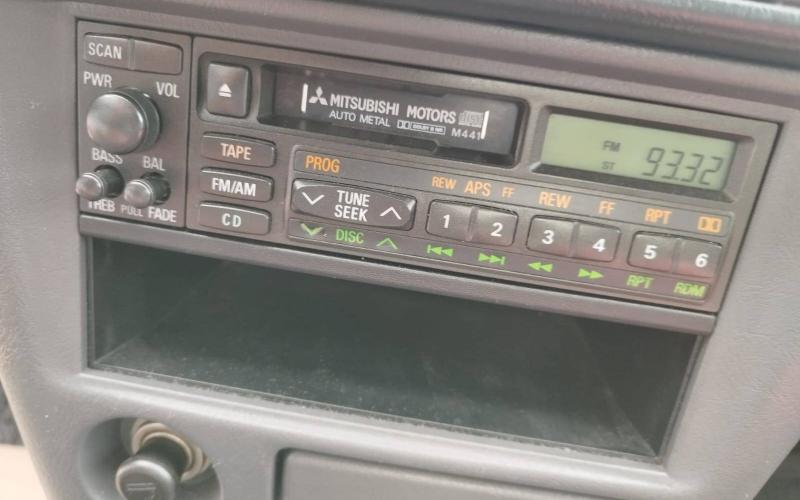 SCAN
PWR VOL
BASS BAL
TREB PULL FADE
TAPE
FM/AM
CD
MITSUBISHI MOTORS
AUTO METAL DOLBY B NR M441
FM
ST
93.32
PROG
TUNE
SEEK
DISC
REW APS FF REW FF RPT
1 2 3 4 5 6
RPT RDM